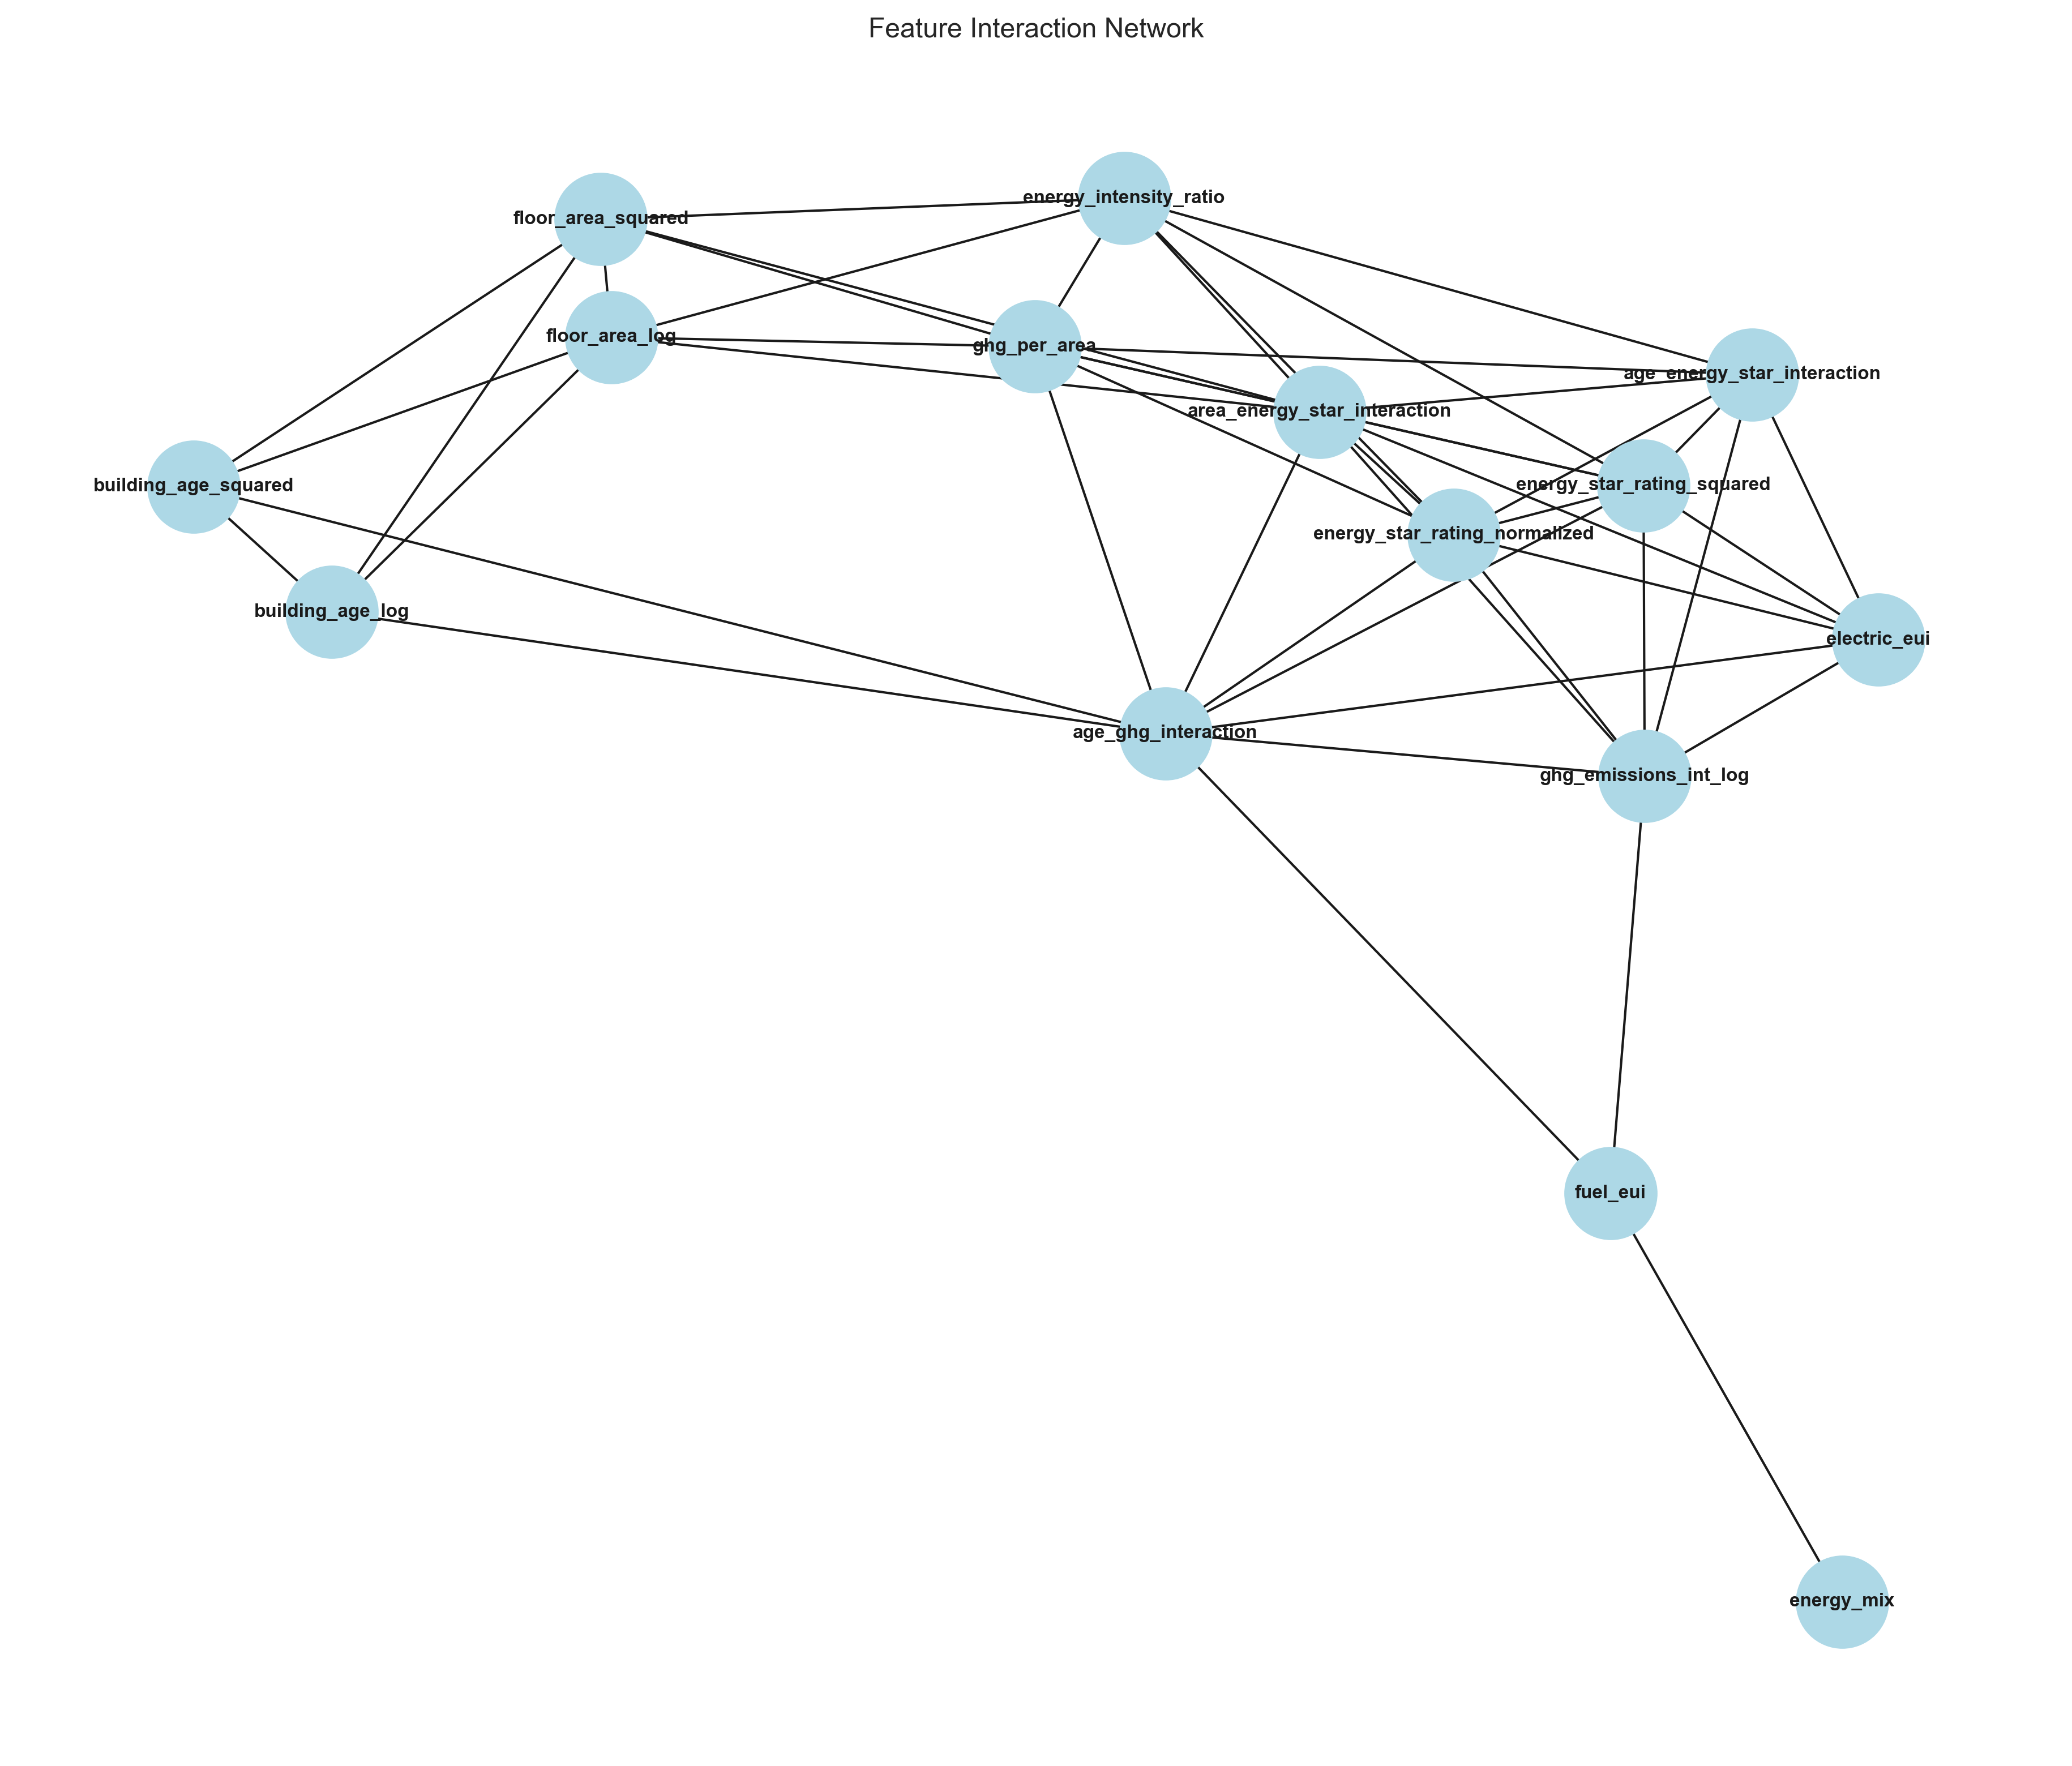 Feature Interaction Network
energy_intensity_ratio
floor_area_squared
floor_area_log
ghg_per_area
age_energy_star_interaction
area_energy_star_interaction
building_age_squared
energy_star_rating_squared
energy_star_rating_normalized
building_age_log
electric_eui
age_ghg_interaction
ghg_emissions_int_log
fuel_eui
energy_mix